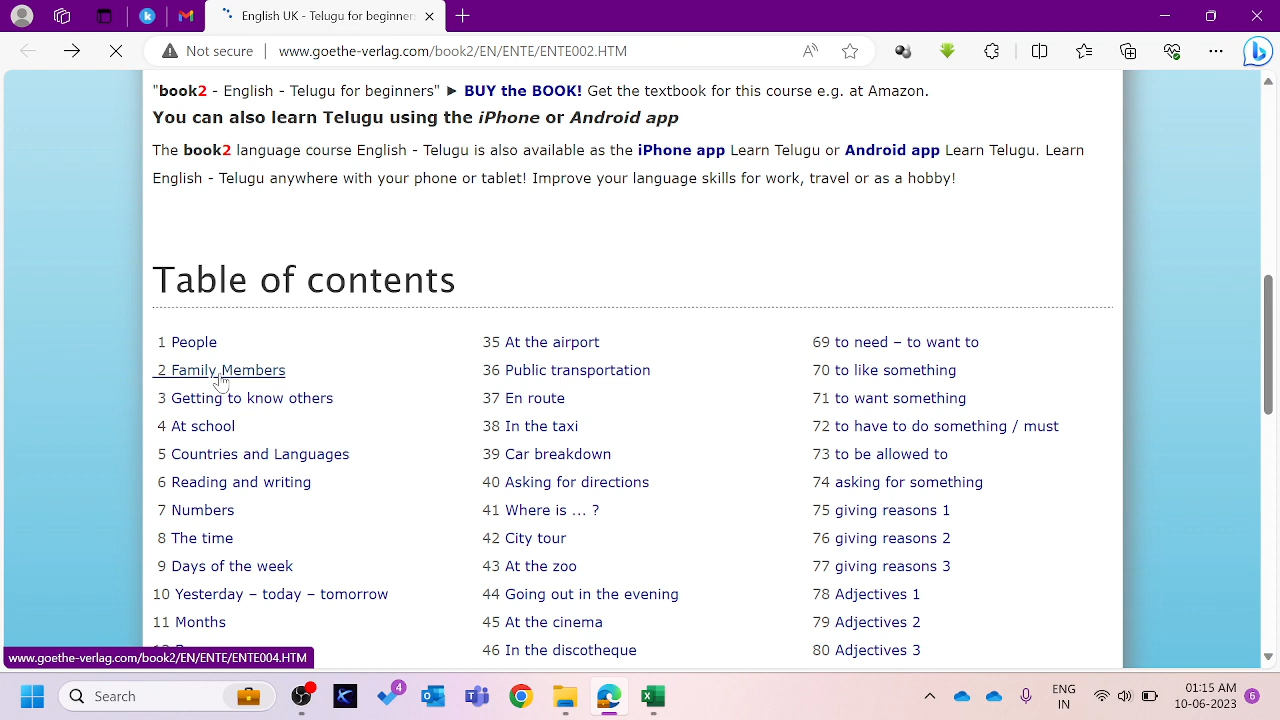 English UK - Telugu for beginners
Not secure www.goethe-verlag.com/book2/EN/ENTE/ENTE002.HTM
"book2 - English - Telugu for beginners" ► BUY the BOOK! Get the textbook for this course e.g. at Amazon.
You can also learn Telugu using the iPhone or Android app
The book2 language course English - Telugu is also available as the iPhone app Learn Telugu or Android app Learn Telugu. Learn
English - Telugu anywhere with your phone or tablet! Improve your language skills for work, travel or as a hobby!
Table of contents
1 People
2 Family Members
3 Getting to know others
4 At school
5 Countries and Languages
6 Reading and writing
7 Numbers
8 The time
9 Days of the week
10 Yesterday – today – tomorrow
11 Months
35 At the airport
36 Public transportation
37 En route
38 In the taxi
39 Car breakdown
40 Asking for directions
41 Where is ... ?
42 City tour
43 At the zoo
44 Going out in the evening
45 At the cinema
46 In the discotheque
69 to need – to want to
70 to like something
71 to want something
72 to have to do something / must
73 to be allowed to
74 asking for something
75 giving reasons 1
76 giving reasons 2
77 giving reasons 3
78 Adjectives 1
79 Adjectives 2
80 Adjectives 3
www.goethe-verlag.com/book2/EN/ENTE/ENTE004.HTM
Search
4
ENG
IN
01:15 AM
10-06-2023
6